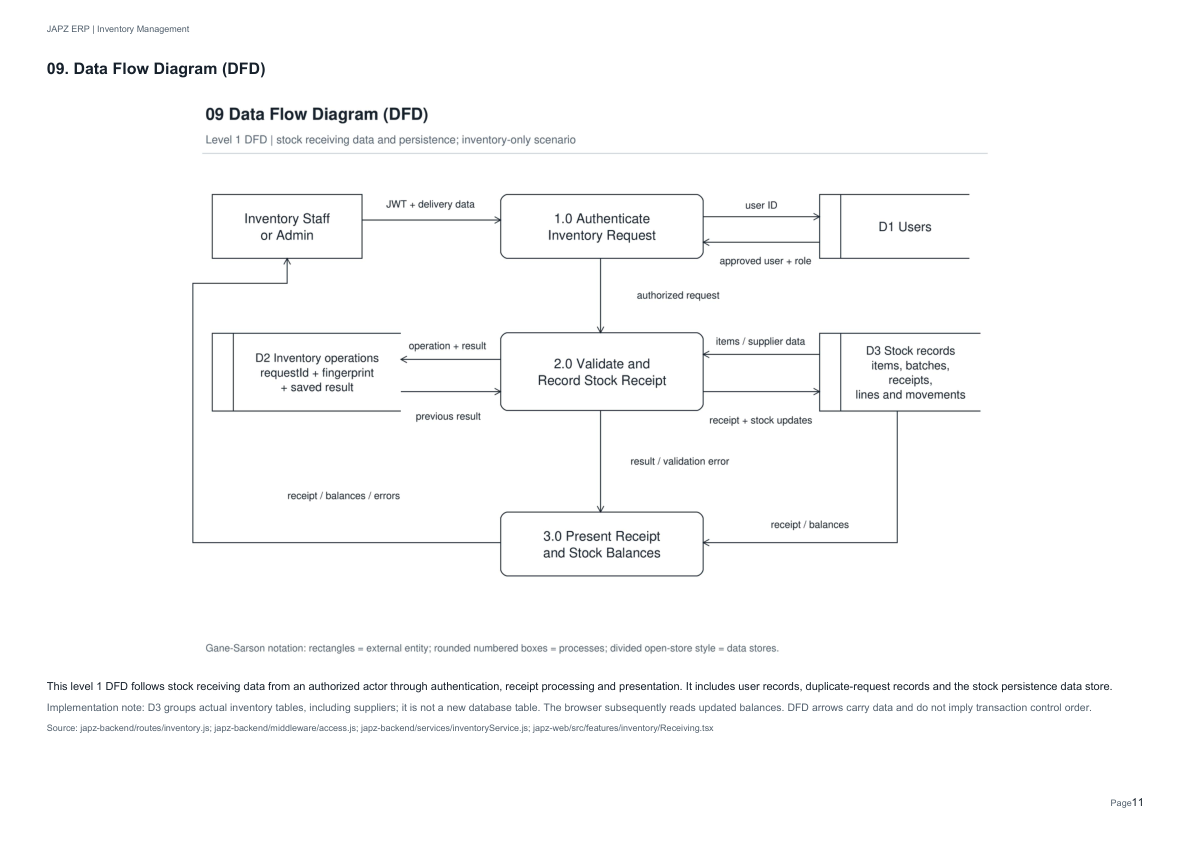 JAPZ ERP | Inventory Management
09. Data Flow Diagram (DFD)
09 Data Flow Diagram (DFD)
Level 1 DFD | stock receiving data and persistence; inventory-only scenario
Inventory Staff
or Admin
JWT + delivery data
1.0 Authenticate
Inventory Request
user ID
approved user + role
D1 Users
authorized request
D2 Inventory operations
requestId + fingerprint
+ saved result
operation + result
previous result
2.0 Validate and
Record Stock Receipt
items / supplier data
receipt + stock updates
D3 Stock records
items, batches,
receipts,
lines and movements
result / validation error
receipt / balances / errors
3.0 Present Receipt
and Stock Balances
receipt / balances
Gane-Sarson notation: rectangles = external entity; rounded numbered boxes = processes; divided open-store style = data stores.
This level 1 DFD follows stock receiving data from an authorized actor through authentication, receipt processing and presentation. It includes user records, duplicate-request records and the stock persistence data store.
Implementation note: D3 groups actual inventory tables, including suppliers; it is not a new database table. The browser subsequently reads updated balances. DFD arrows carry data and do not imply transaction control order.
Source: japz-backend/routes/inventory.js; japz-backend/middleware/access.js; japz-backend/services/inventoryService.js; japz-web/src/features/inventory/Receiving.tsx
Page11